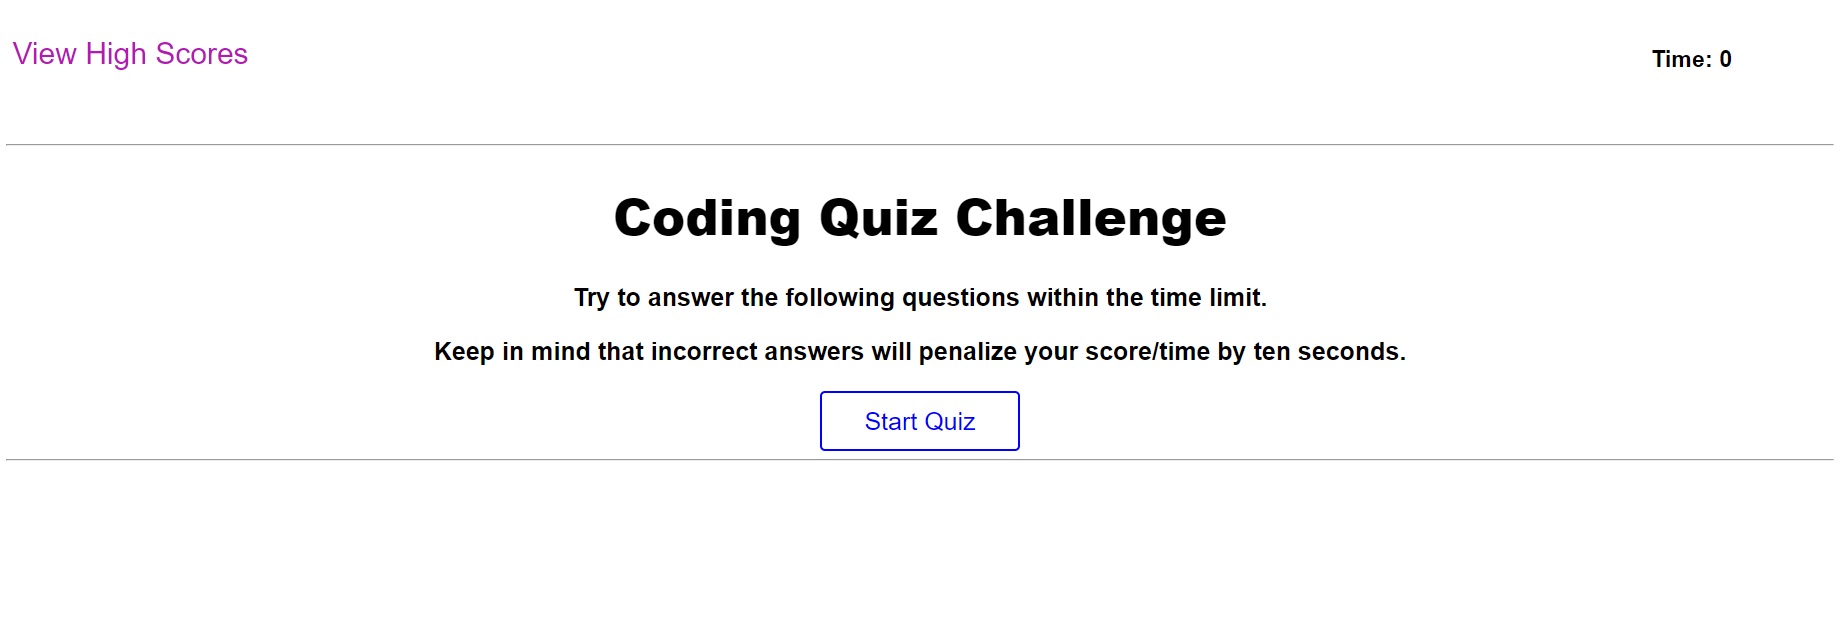 View High Scores
Time: 0
Coding Quiz Challenge
Try to answer the following questions within the time limit.
Keep in mind that incorrect answers will penalize your score/time by ten seconds.
Start Quiz